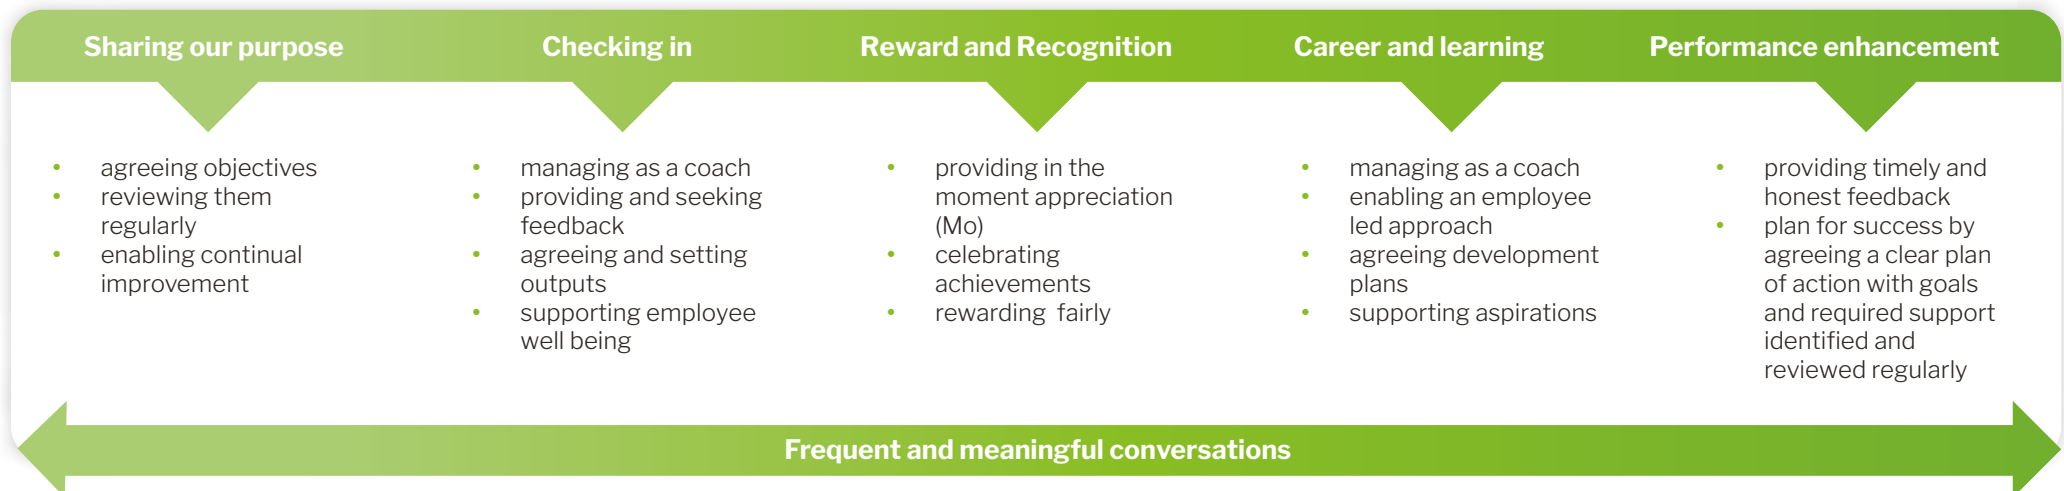 Sharing our purpose
Checking in
Reward and Recognition
Career and learning
Performance enhancement
• agreeing objectives
• reviewing them
regularly
• enabling continual
improvement
• managing as a coach
• providing and seeking
feedback
• agreeing and setting
outputs
• supporting employee
well being
• providing in the
moment appreciation
(Mo)
• celebrating
achievements
• rewarding  fairly
• managing as a coach
• enabling an employee
led approach
• agreeing development
plans
• supporting aspirations
• providing timely and
honest feedback
• plan for success by
agreeing a clear plan
of action with goals
and required support
identified and
reviewed regularly
Frequent and meaningful conversations